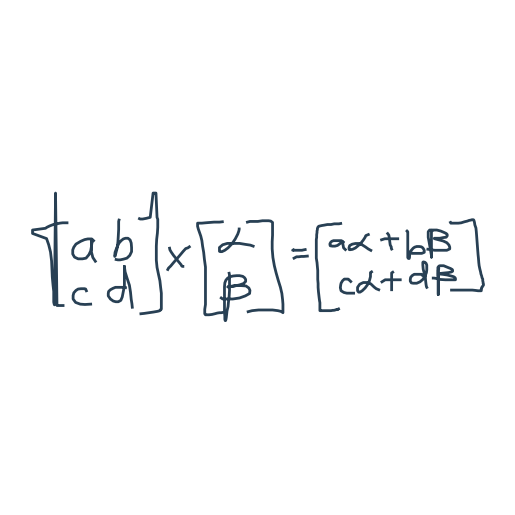 [a b
c d] × [α
β] = [aα + bβ
cα + dβ]